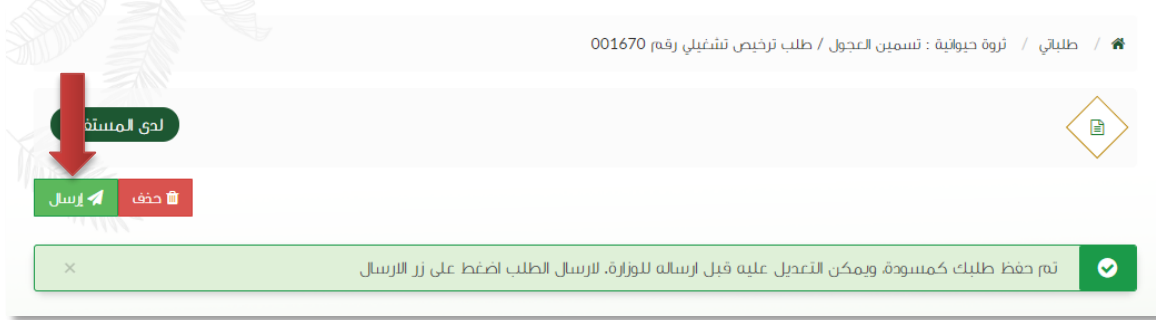 / طلباتي / ثروة حيوانية : تسمين العجول / طلب ترخيص تشغيلي رقم 001670
لدى
حذف
إرسال
تم حفظ طلبك كمسودة، ويمكن التعديل عليه قبل ارساله للوزارة. لارسال الطلب اضغط على زر الارسال ×